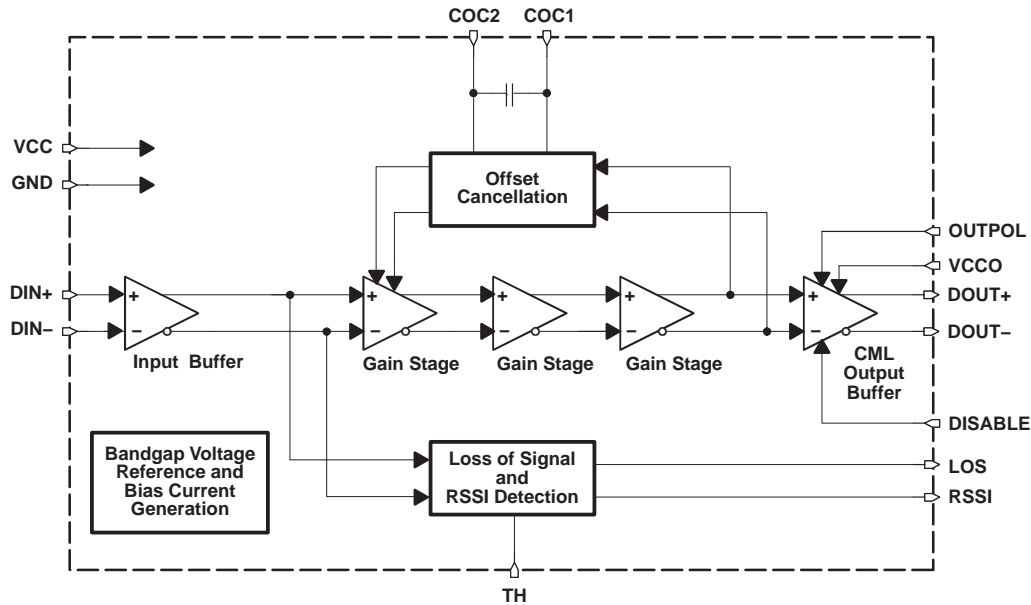 COC2 COC1
VCC
GND
Offset
Cancellation
OUTPOL
VCCO
DIN+
+
+
+
+
+
DOUT+
DIN−
−
−
−
−
−
DOUT−
Input Buffer
Gain Stage
Gain Stage
Gain Stage
CML
Output
Buffer
DISABLE
Bandgap Voltage
Reference and
Bias Current
Generation
Loss of Signal
and
RSSI Detection
LOS
RSSI
TH